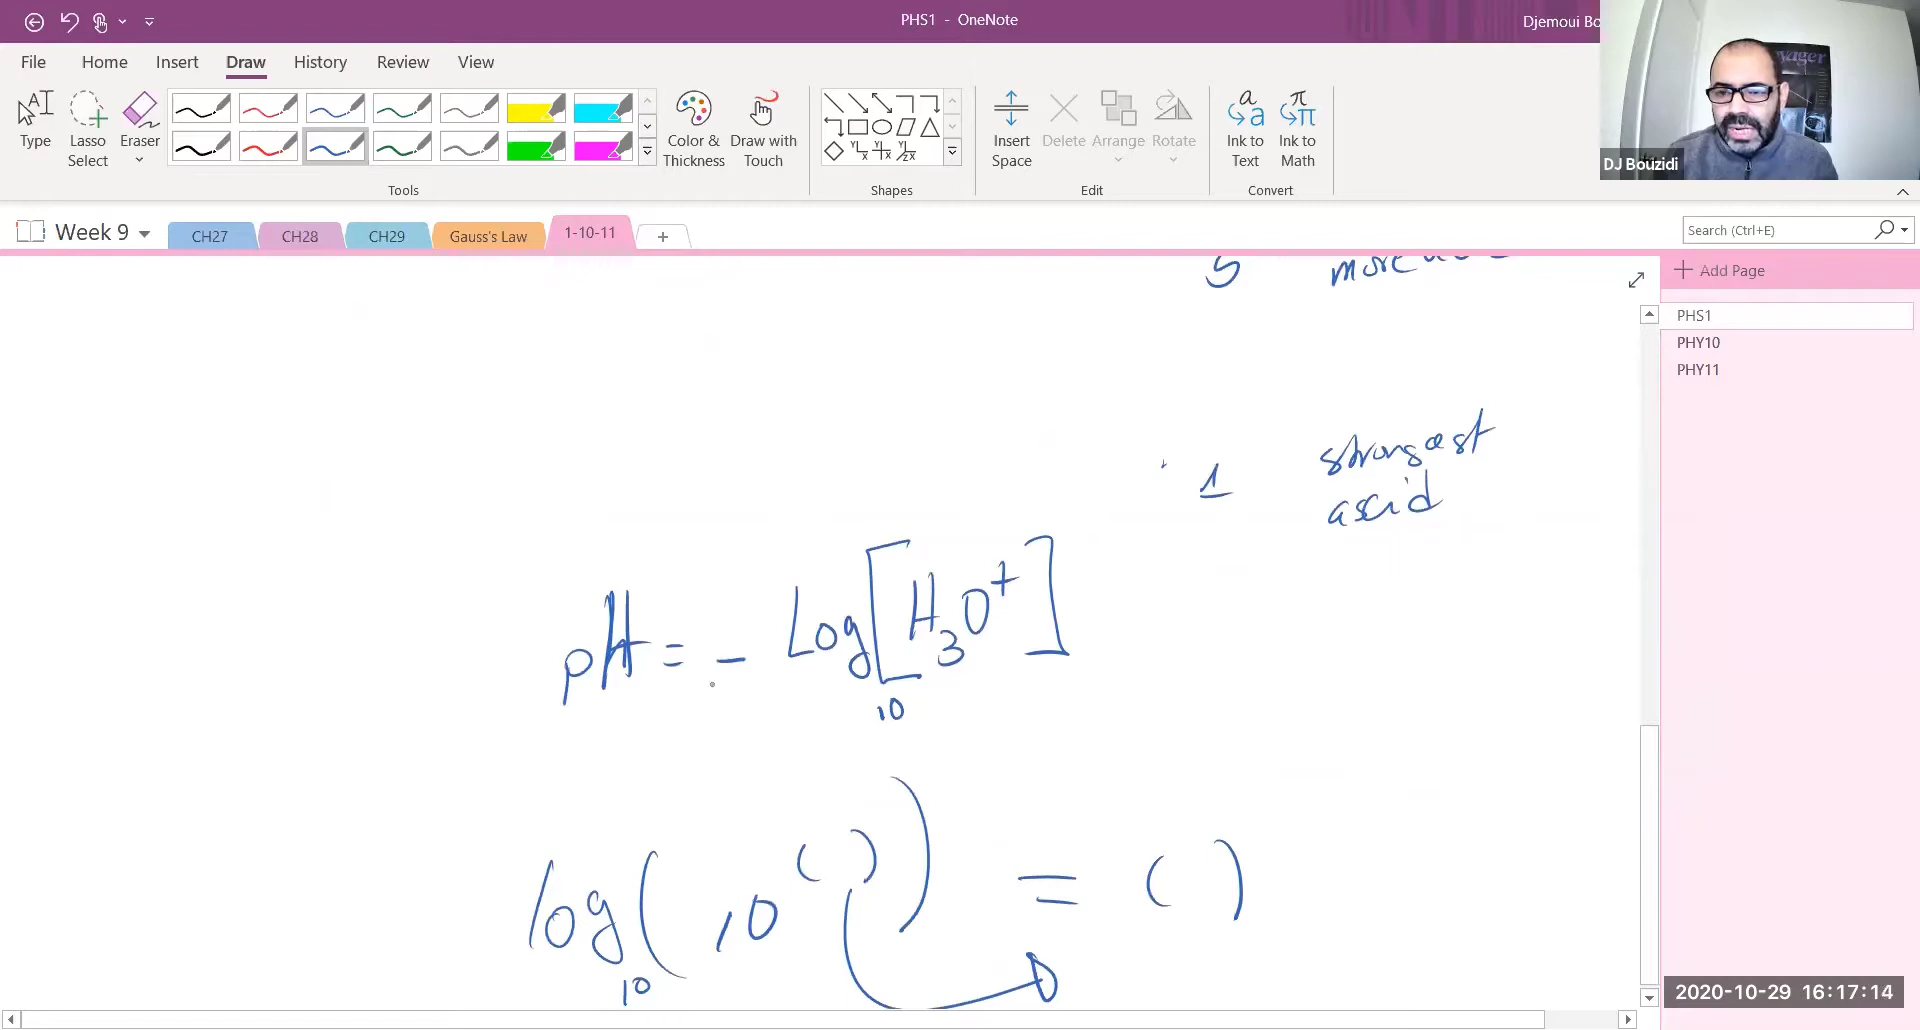 PHS1 - OneNote
Djemoui Bo
File Home Insert Draw History Review View
Type
Lasso Select
Eraser
Color & Thickness
Draw with Touch
Insert Space
Delete
Arrange
Rotate
Ink to Text
Ink to Math
Tools
Shapes
Edit
Convert
DJ Bouzidi
Week 9
CH27 CH28 CH29 Gauss's Law 1-10-11
Search (Ctrl+E)
Add Page
PHS1
PHY10
PHY11
5 more
1 strongest
ascid
pH = - Log10[H3O+]
log10(10^( )) = ( )
2020-10-29 16:17:14